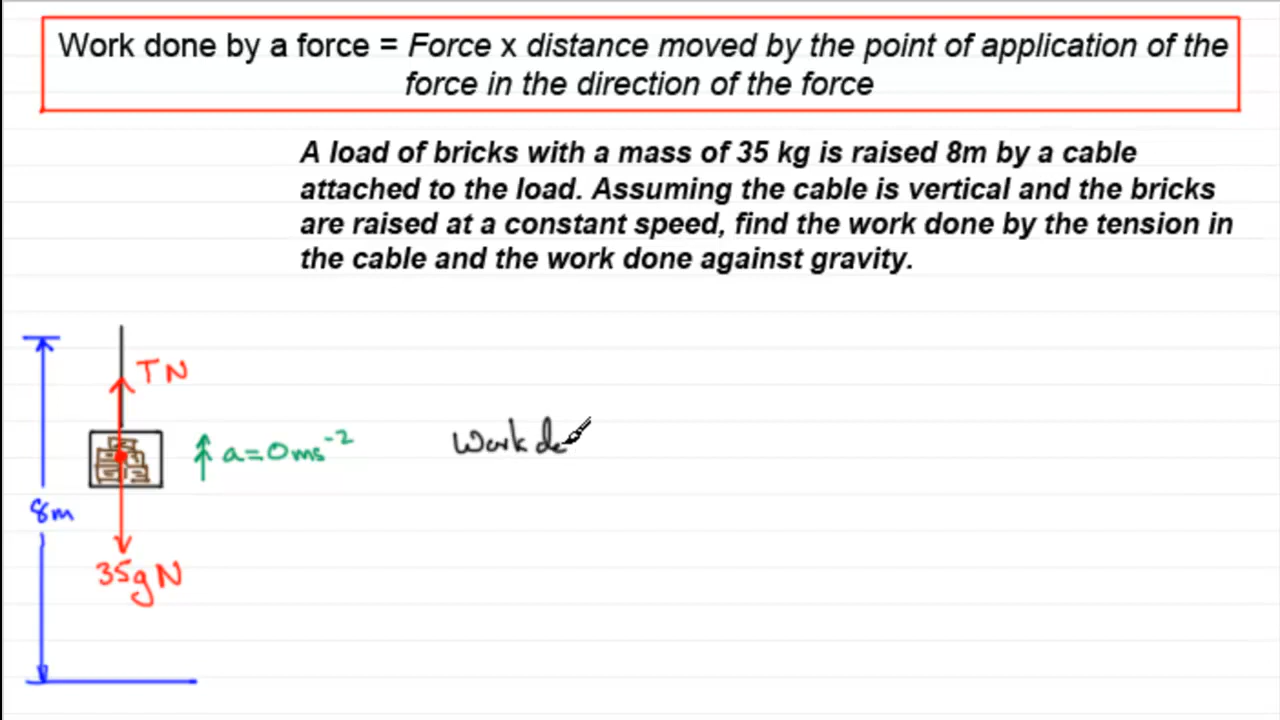 Work done by a force = Force x distance moved by the point of application of the
force in the direction of the force
A load of bricks with a mass of 35 kg is raised 8m by a cable
attached to the load. Assuming the cable is vertical and the bricks
are raised at a constant speed, find the work done by the tension in
the cable and the work done against gravity.
TN
a=0ms⁻²
Work do
8m
35gN